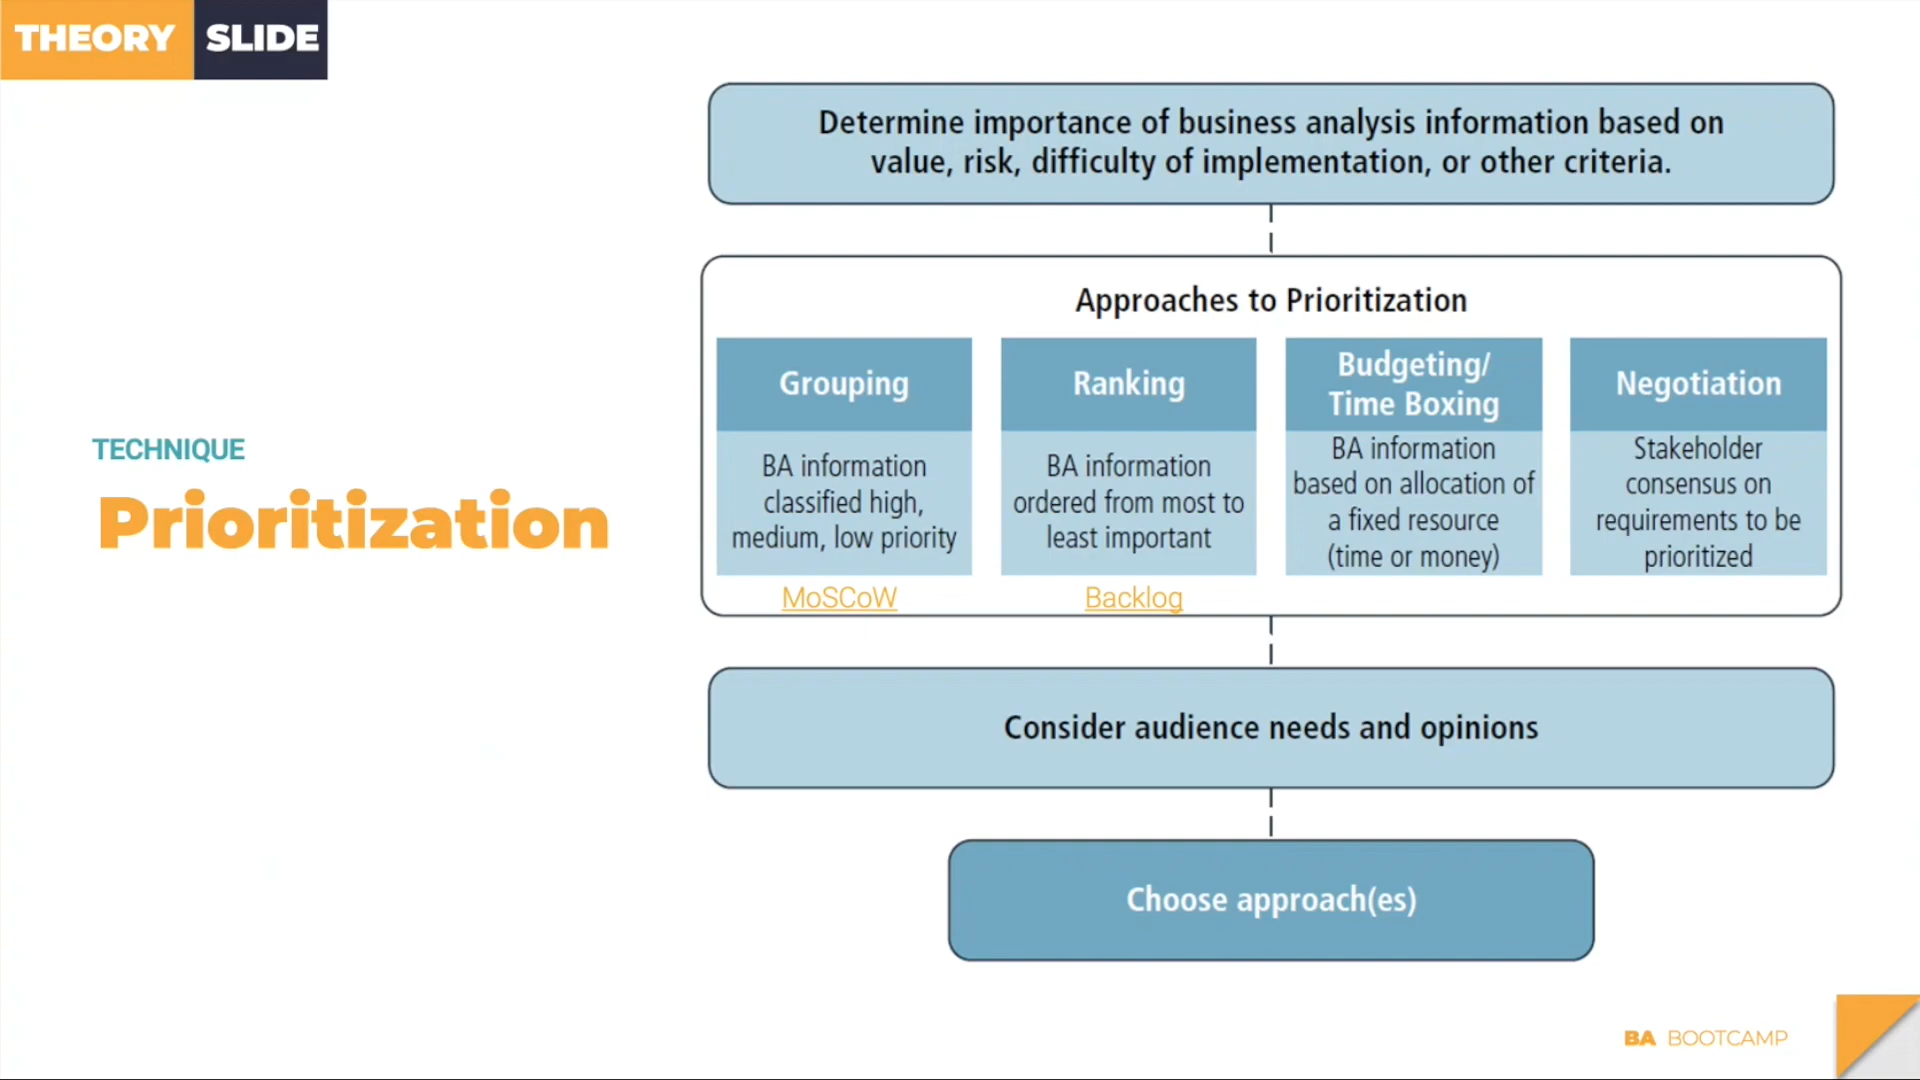 THEORY SLIDE
TECHNIQUE
Prioritization
Determine importance of business analysis information based on
value, risk, difficulty of implementation, or other criteria.
Approaches to Prioritization
Grouping
BA information
classified high,
medium, low priority
MoSCoW
Ranking
BA information
ordered from most to
least important
Backlog
Budgeting/
Time Boxing
BA information
based on allocation of
a fixed resource
(time or money)
Negotiation
Stakeholder
consensus on
requirements to be
prioritized
Consider audience needs and opinions
Choose approach(es)
BA BOOTCAMP